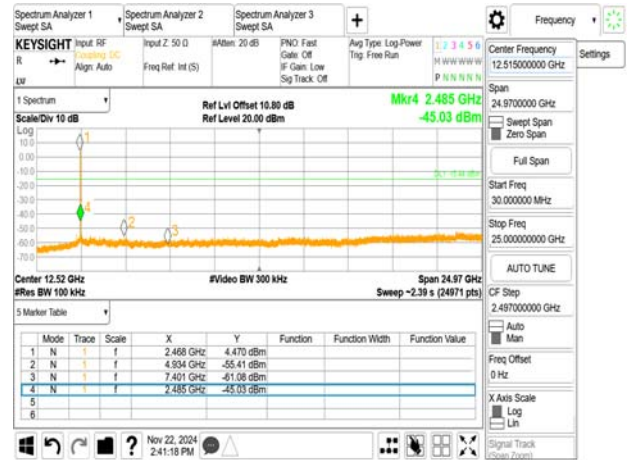 Spectrum Analyzer 1
Swept SA
Spectrum Analyzer 2
Swept SA
Spectrum Analyzer 3
Swept SA
Frequency
KEYSIGHT
R
Input: RF
Coupling: DC
Align: Auto
Input Z: 50 Ω
Freq Ref: Int (S)
#Atten: 20 dB
PNO: Fast
Gate: Off
IF Gain: Low
Sig Track: Off
Avg Type: Log-Power
Trig: Free Run
1 2 3 4 5 6
M W W W W W
P N N N N N
1 Spectrum
Scale/Div 10 dB
Ref Lvl Offset 10.80 dB
Ref Level 20.00 dBm
Mkr4 2.485 GHz
-45.03 dBm
Log
10.0
0.00
-10.0
-20.0
-30.0
-40.0
-50.0
-60.0
-70.0
1
4
2
3
Center 12.52 GHz
#Res BW 100 kHz
#Video BW 300 kHz
Span 24.97 GHz
Sweep ~2.39 s (24971 pts)
5 Marker Table
Mode Trace Scale X Y Function Function Width Function Value
1 N 1 f 2.468 GHz 4.470 dBm
2 N 1 f 4.934 GHz -55.41 dBm
3 N 1 f 7.401 GHz -61.08 dBm
4 N 1 f 2.485 GHz -45.03 dBm
5
6
Nov 22, 2024
2:41:18 PM
Center Frequency
12.515000000 GHz
Settings
Span
24.9700000 GHz
Swept Span
Zero Span
Full Span
Start Freq
30.000000 MHz
Stop Freq
25.000000000 GHz
AUTO TUNE
CF Step
2.497000000 GHz
Auto
Man
Freq Offset
0 Hz
X Axis Scale
Log
Lin
Signal Track
(Span Zoom)